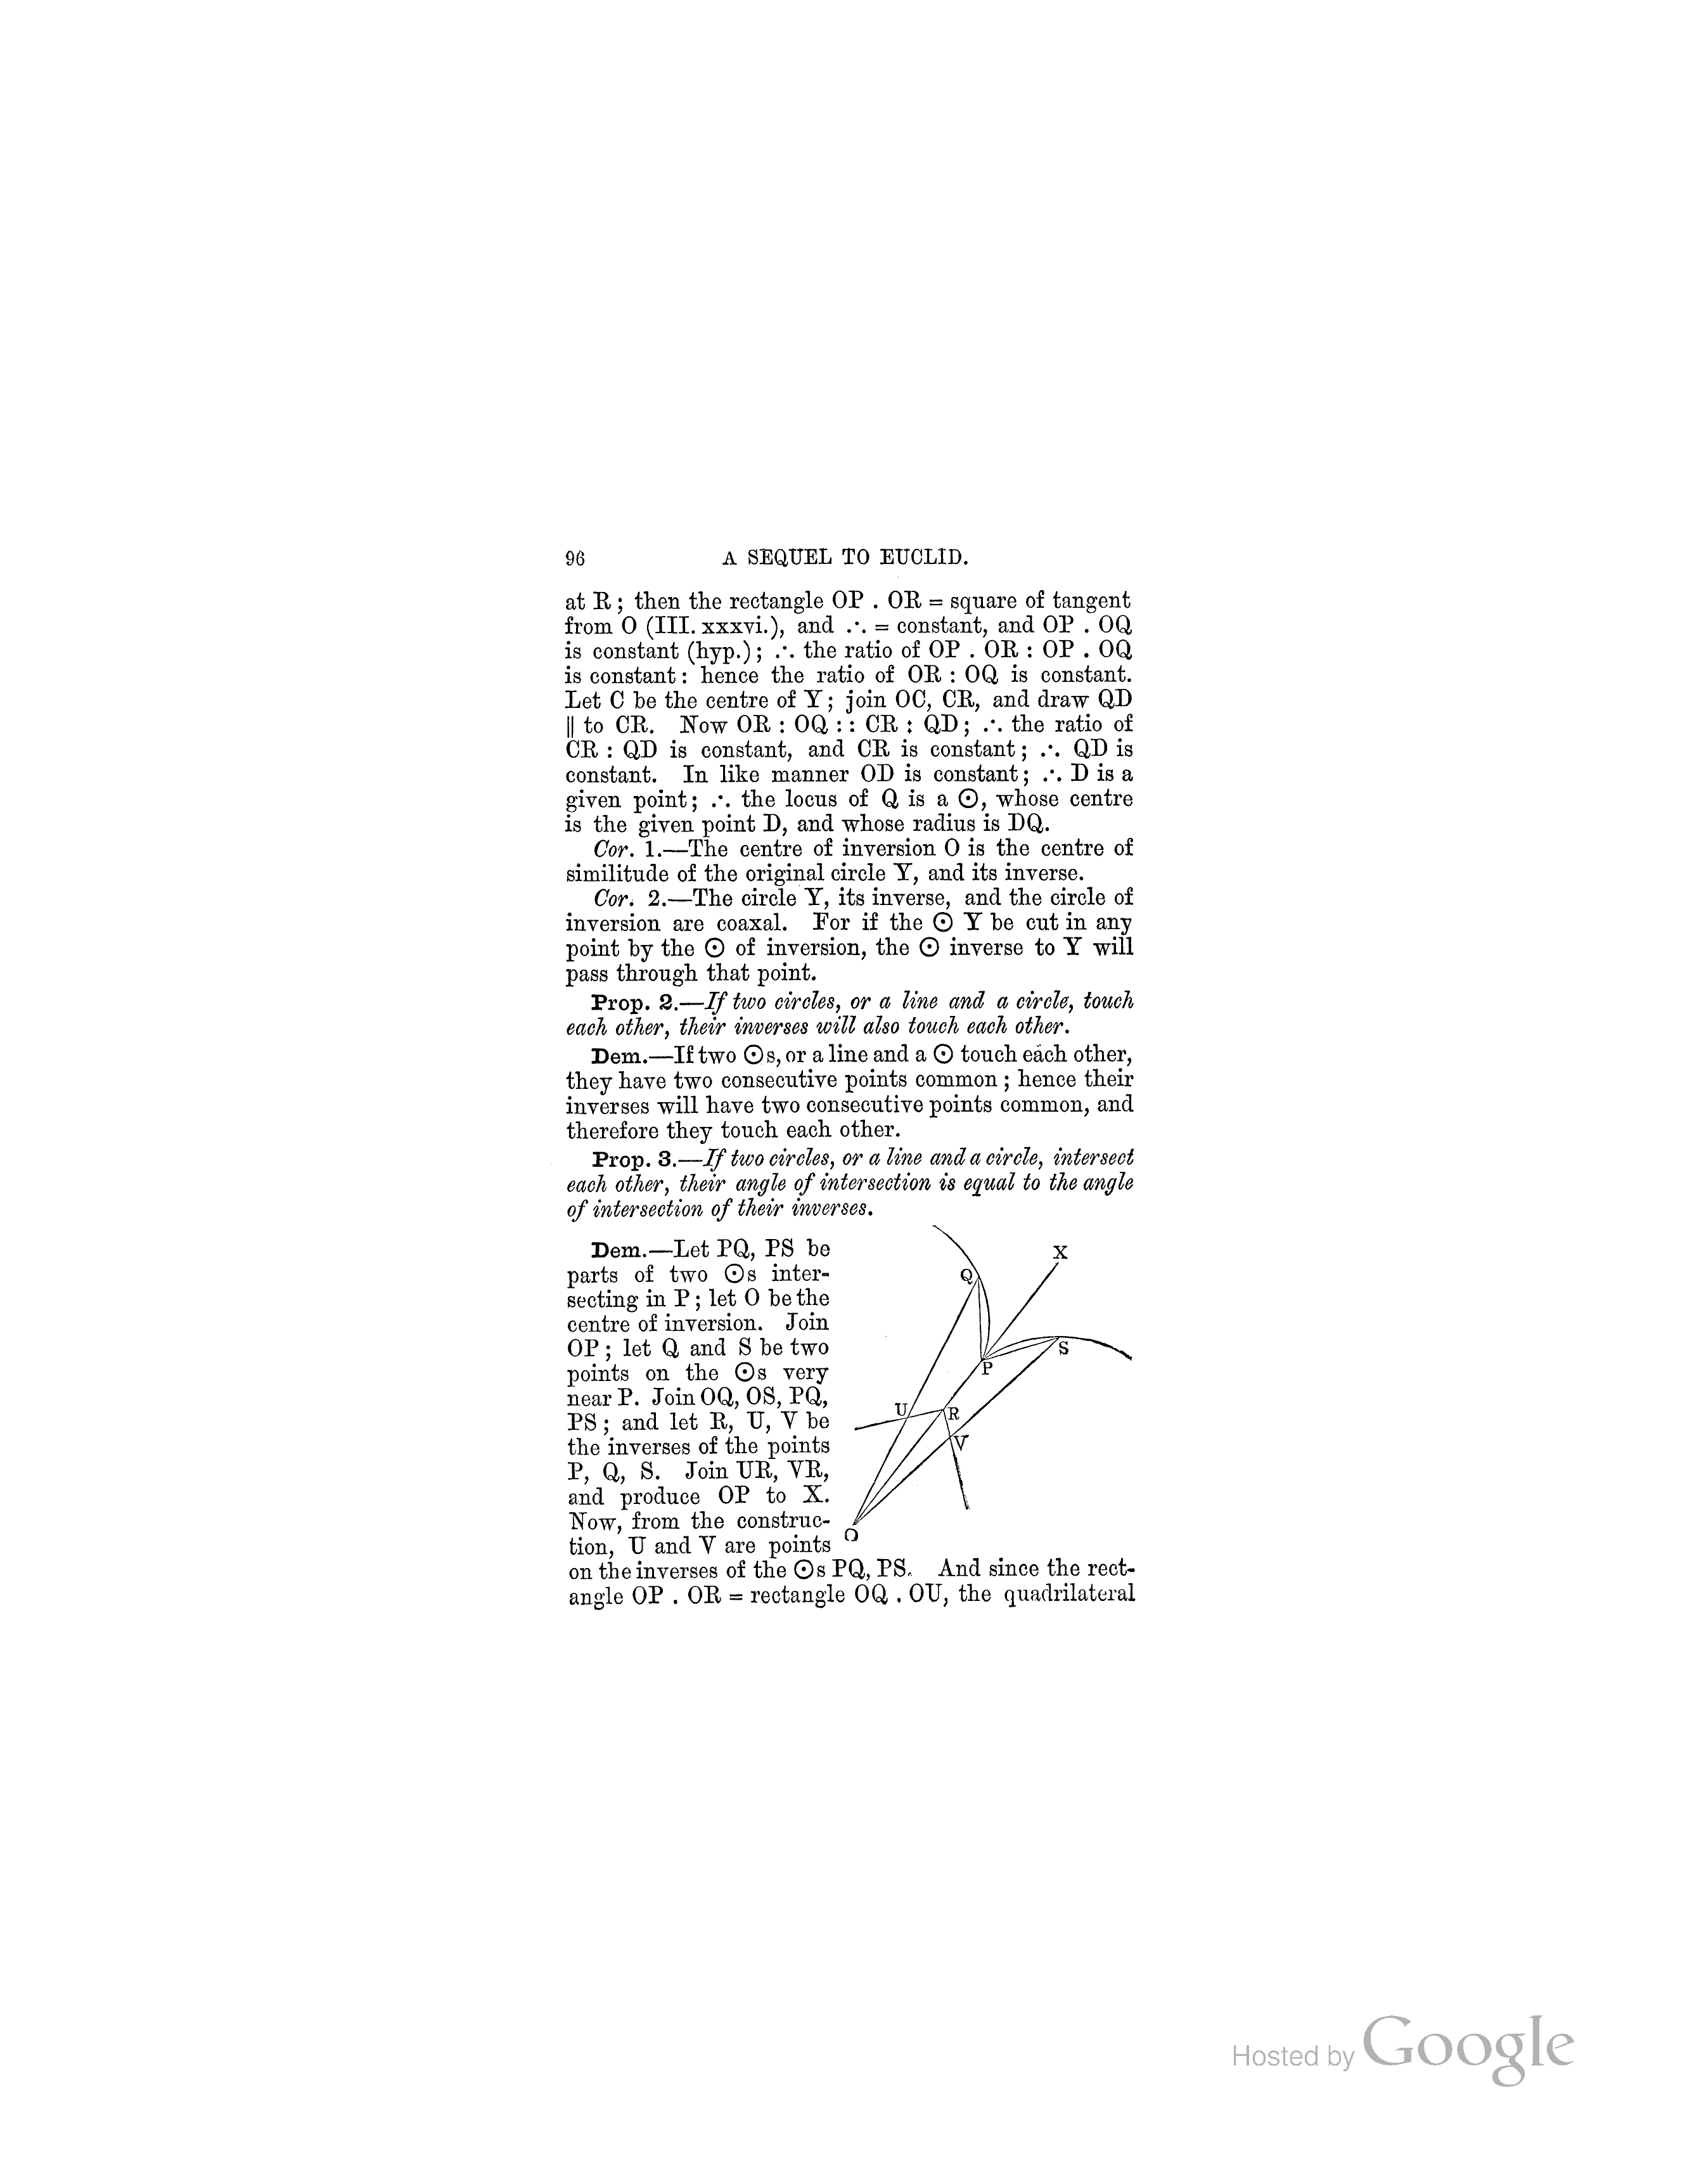 96 A SEQUEL TO EUCLID.
at R; then the rectangle OP . OR = square of tangent
from O (III. xxxvi.), and ∴ = constant, and OP . OQ
is constant (hyp.); ∴ the ratio of OP . OR : OP . OQ
is constant: hence the ratio of OR : OQ is constant.
Let C be the centre of Y; join OC, CR, and draw QD
∥ to CR. Now OR : OQ :: CR : QD; ∴ the ratio of
CR : QD is constant, and CR is constant; ∴ QD is
constant. In like manner OD is constant; ∴ D is a
given point; ∴ the locus of Q is a ⊙, whose centre
is the given point D, and whose radius is DQ.
Cor. 1.—The centre of inversion O is the centre of
similitude of the original circle Y, and its inverse.
Cor. 2.—The circle Y, its inverse, and the circle of
inversion are coaxal. For if the ⊙ Y be cut in any
point by the ⊙ of inversion, the ⊙ inverse to Y will
pass through that point.
Prop. 2.—If two circles, or a line and a circle, touch
each other, their inverses will also touch each other.
Dem.—If two ⊙s, or a line and a ⊙ touch each other,
they have two consecutive points common; hence their
inverses will have two consecutive points common, and
therefore they touch each other.
Prop. 3.—If two circles, or a line and a circle, intersect
each other, their angle of intersection is equal to the angle
of intersection of their inverses.
Dem.—Let PQ, PS be
parts of two ⊙s inter-
secting in P; let O be the
centre of inversion. Join
OP; let Q and S be two
points on the ⊙s very
near P. Join OQ, OS, PQ,
PS; and let R, U, V be
the inverses of the points
P, Q, S. Join UR, VR,
and produce OP to X.
Now, from the construc-
tion, U and V are points
X
Q
S
P
U
R
V
O
on the inverses of the ⊙s PQ, PS. And since the rect-
angle OP . OR = rectangle OQ . OU, the quadrilateral
Hosted by Google